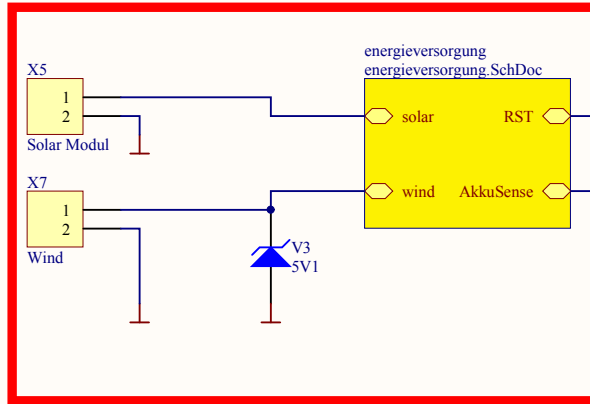 energieversorgung
energieversorgung.SchDoc
X5
1
2
Solar Modul
solar
RST
X7
1
2
Wind
wind
AkkuSense
V3
5V1